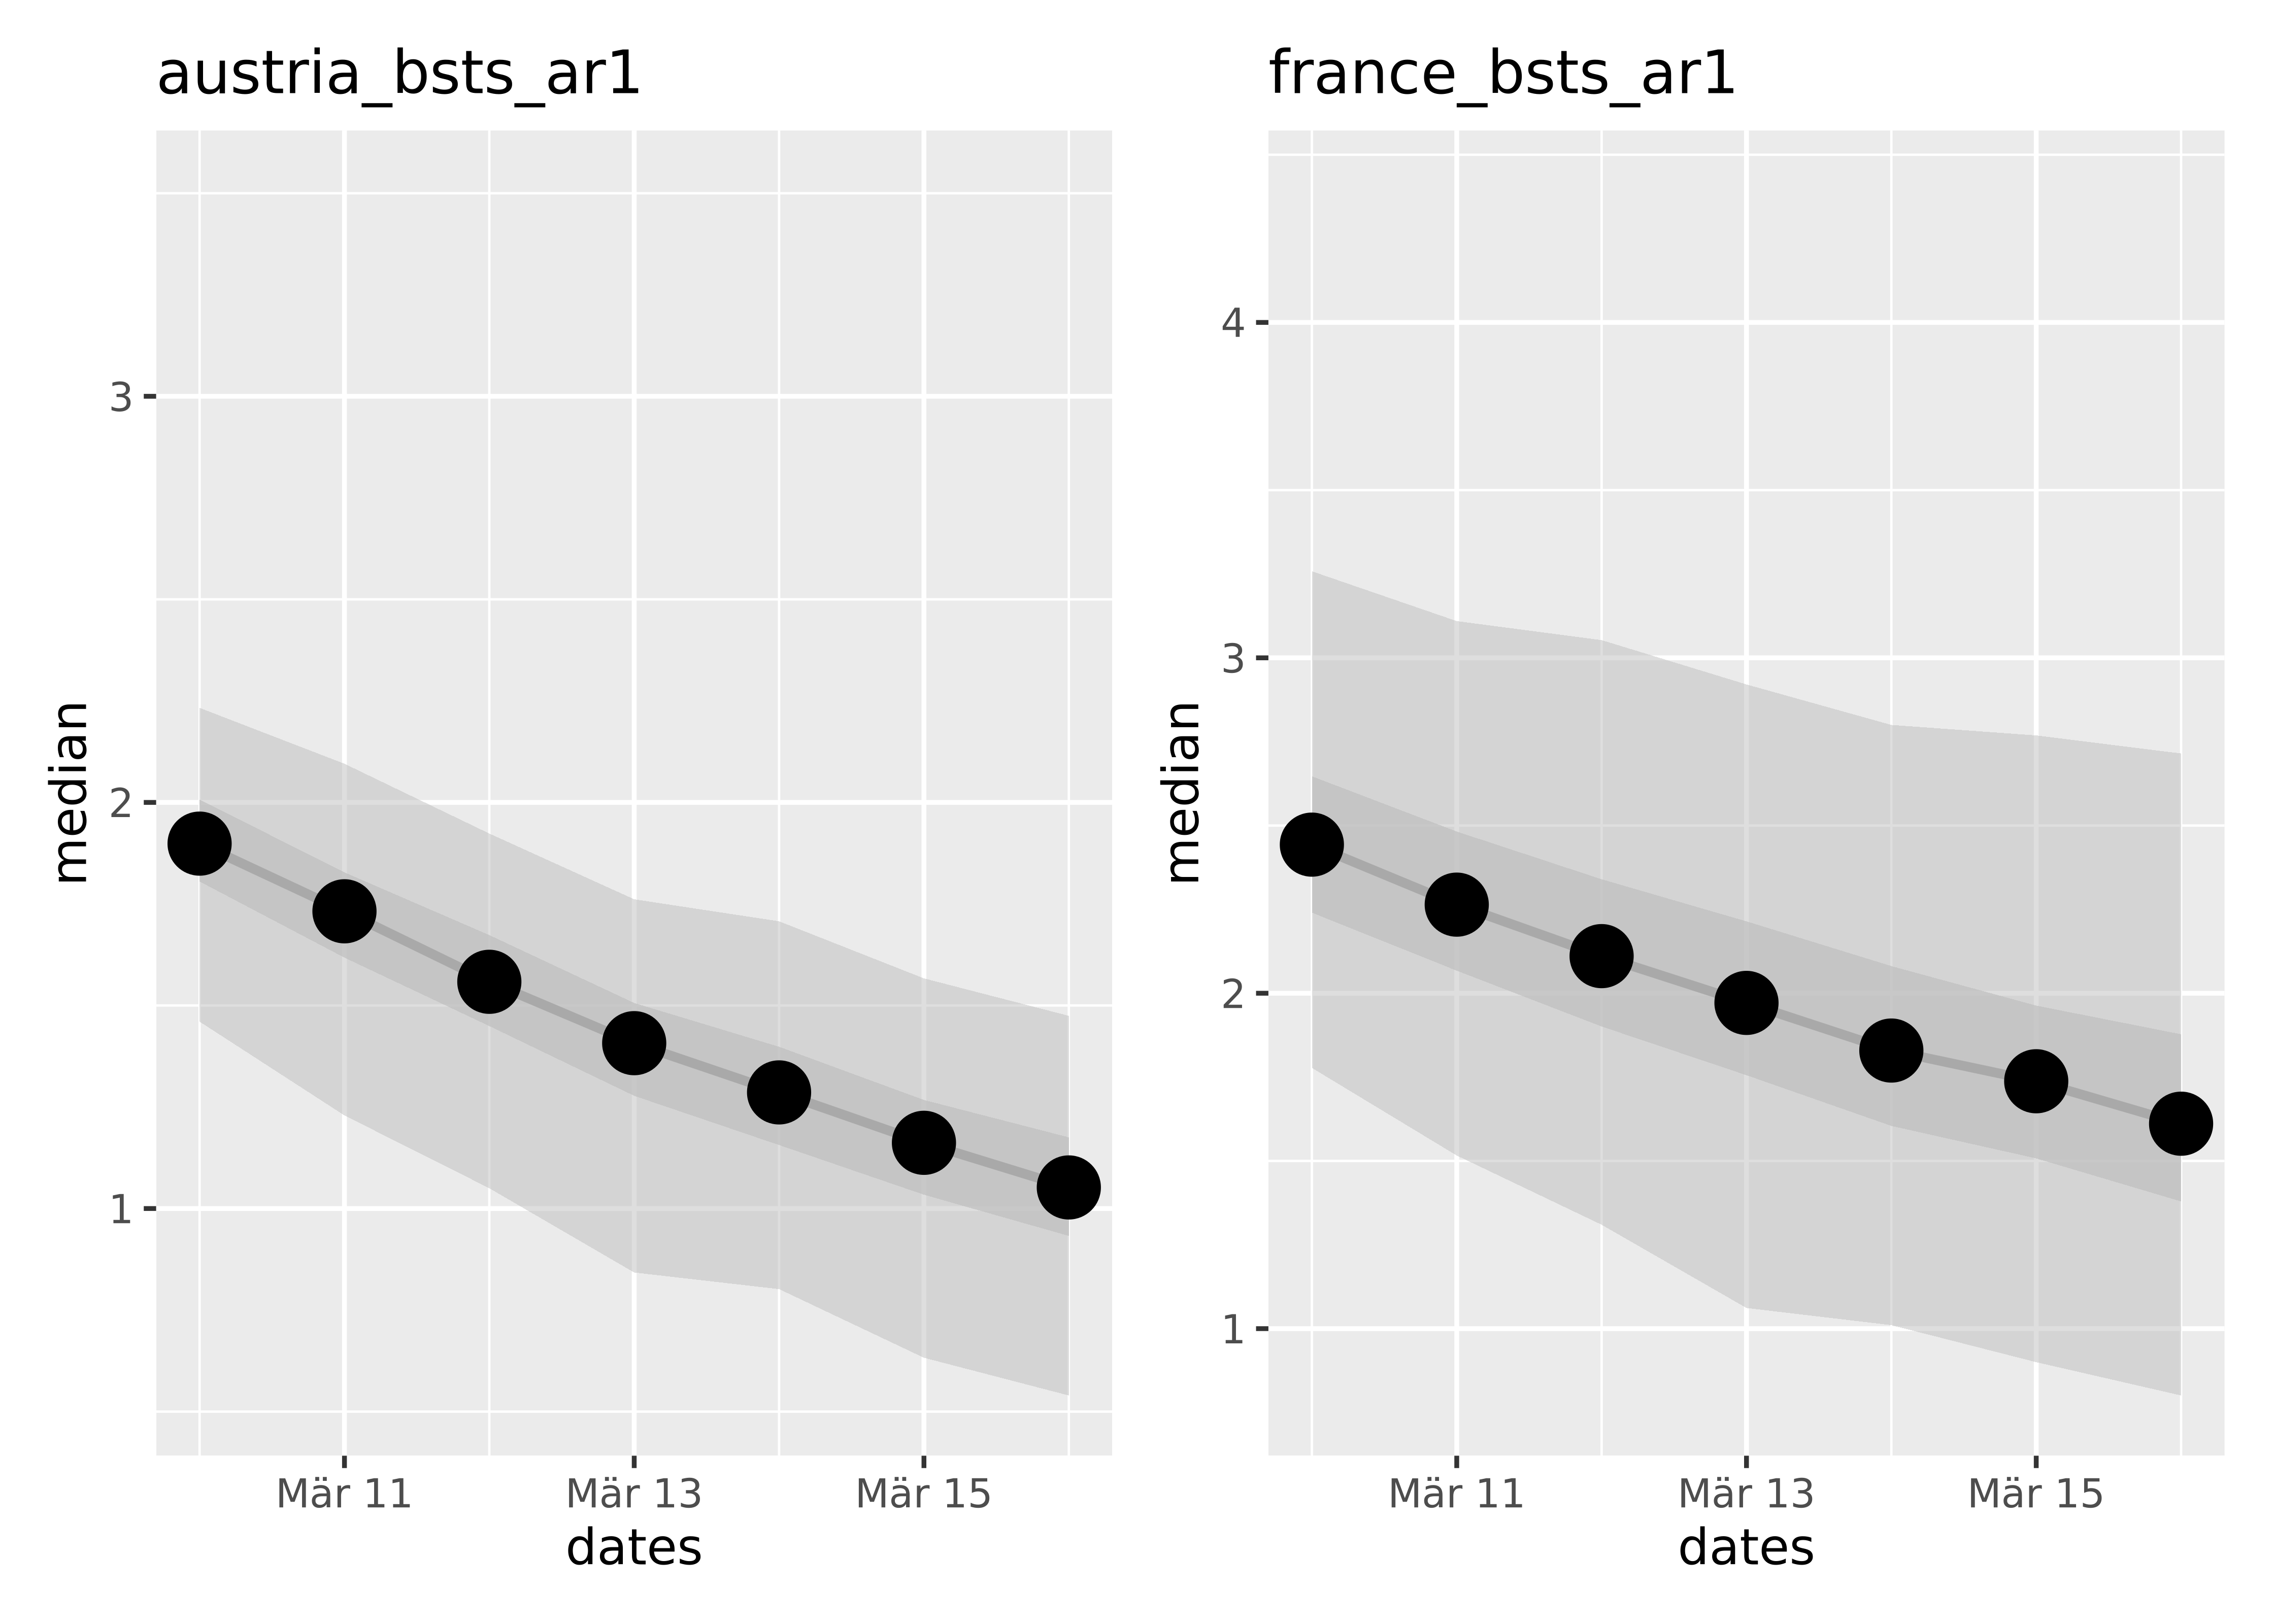 austria_bsts_ar1
median
3
2
1
Mär 11 Mär 13 Mär 15
dates
france_bsts_ar1
median
4
3
2
1
Mär 11 Mär 13 Mär 15
dates